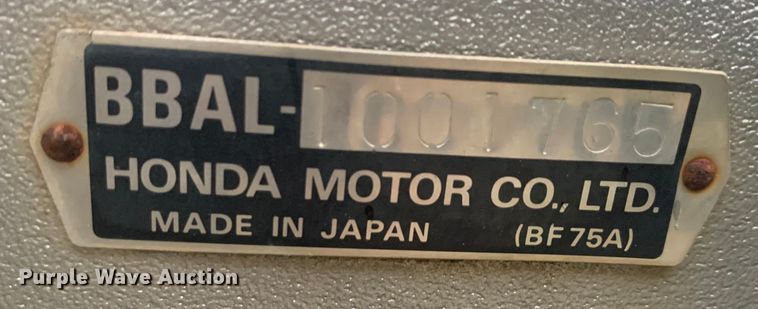 BBAL-1001765
HONDA MOTOR CO., LTD.
MADE IN JAPAN (BF75A)
Purple Wave Auction